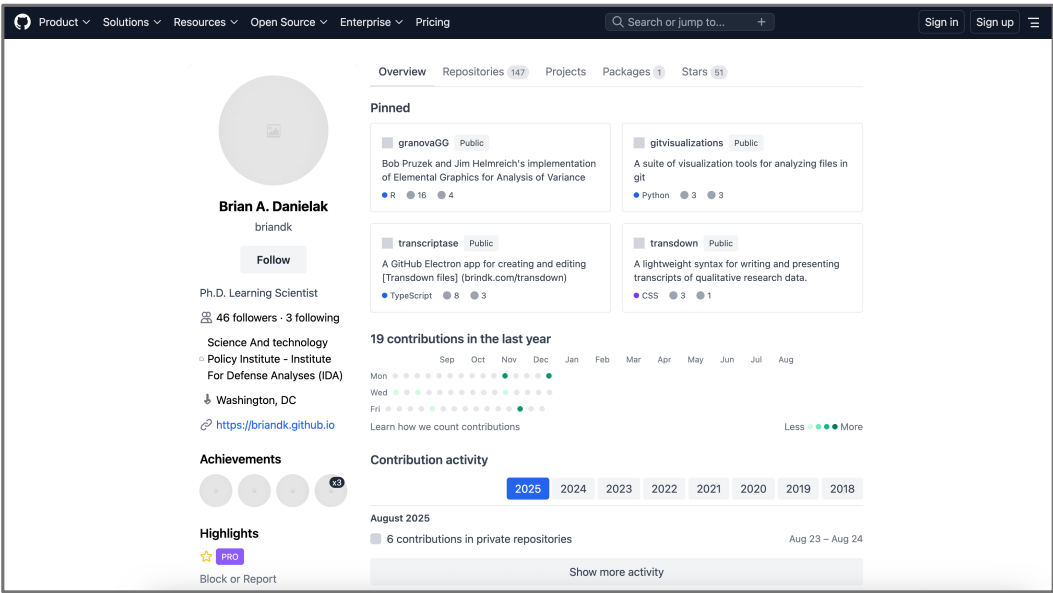 Product Solutions Resources Open Source Enterprise Pricing Search or jump to... + Sign in Sign up
Overview Repositories 147 Projects Packages 1 Stars 51
Brian A. Danielak
briandk
Follow
Ph.D. Learning Scientist
46 followers · 3 following
Science And technology
Policy Institute - Institute
For Defense Analyses (IDA)
Washington, DC
https://briandk.github.io
Achievements
x3
Highlights
PRO
Block or Report
Pinned
granovaGG Public
Bob Pruzek and Jim Helmreich's implementation
of Elemental Graphics for Analysis of Variance
R 16 4
gitvisualizations Public
A suite of visualization tools for analyzing files in
git
Python 3 3
transcriptase Public
A GitHub Electron app for creating and editing
[Transdown files] (brindk.com/transdown)
TypeScript 8 3
transdown Public
A lightweight syntax for writing and presenting
transcripts of qualitative research data.
CSS 3 1
19 contributions in the last year
Sep Oct Nov Dec Jan Feb Mar Apr May Jun Jul Aug
Mon
Wed
Fri
Learn how we count contributions Less More
Contribution activity
2025 2024 2023 2022 2021 2020 2019 2018
August 2025
6 contributions in private repositories Aug 23 – Aug 24
Show more activity